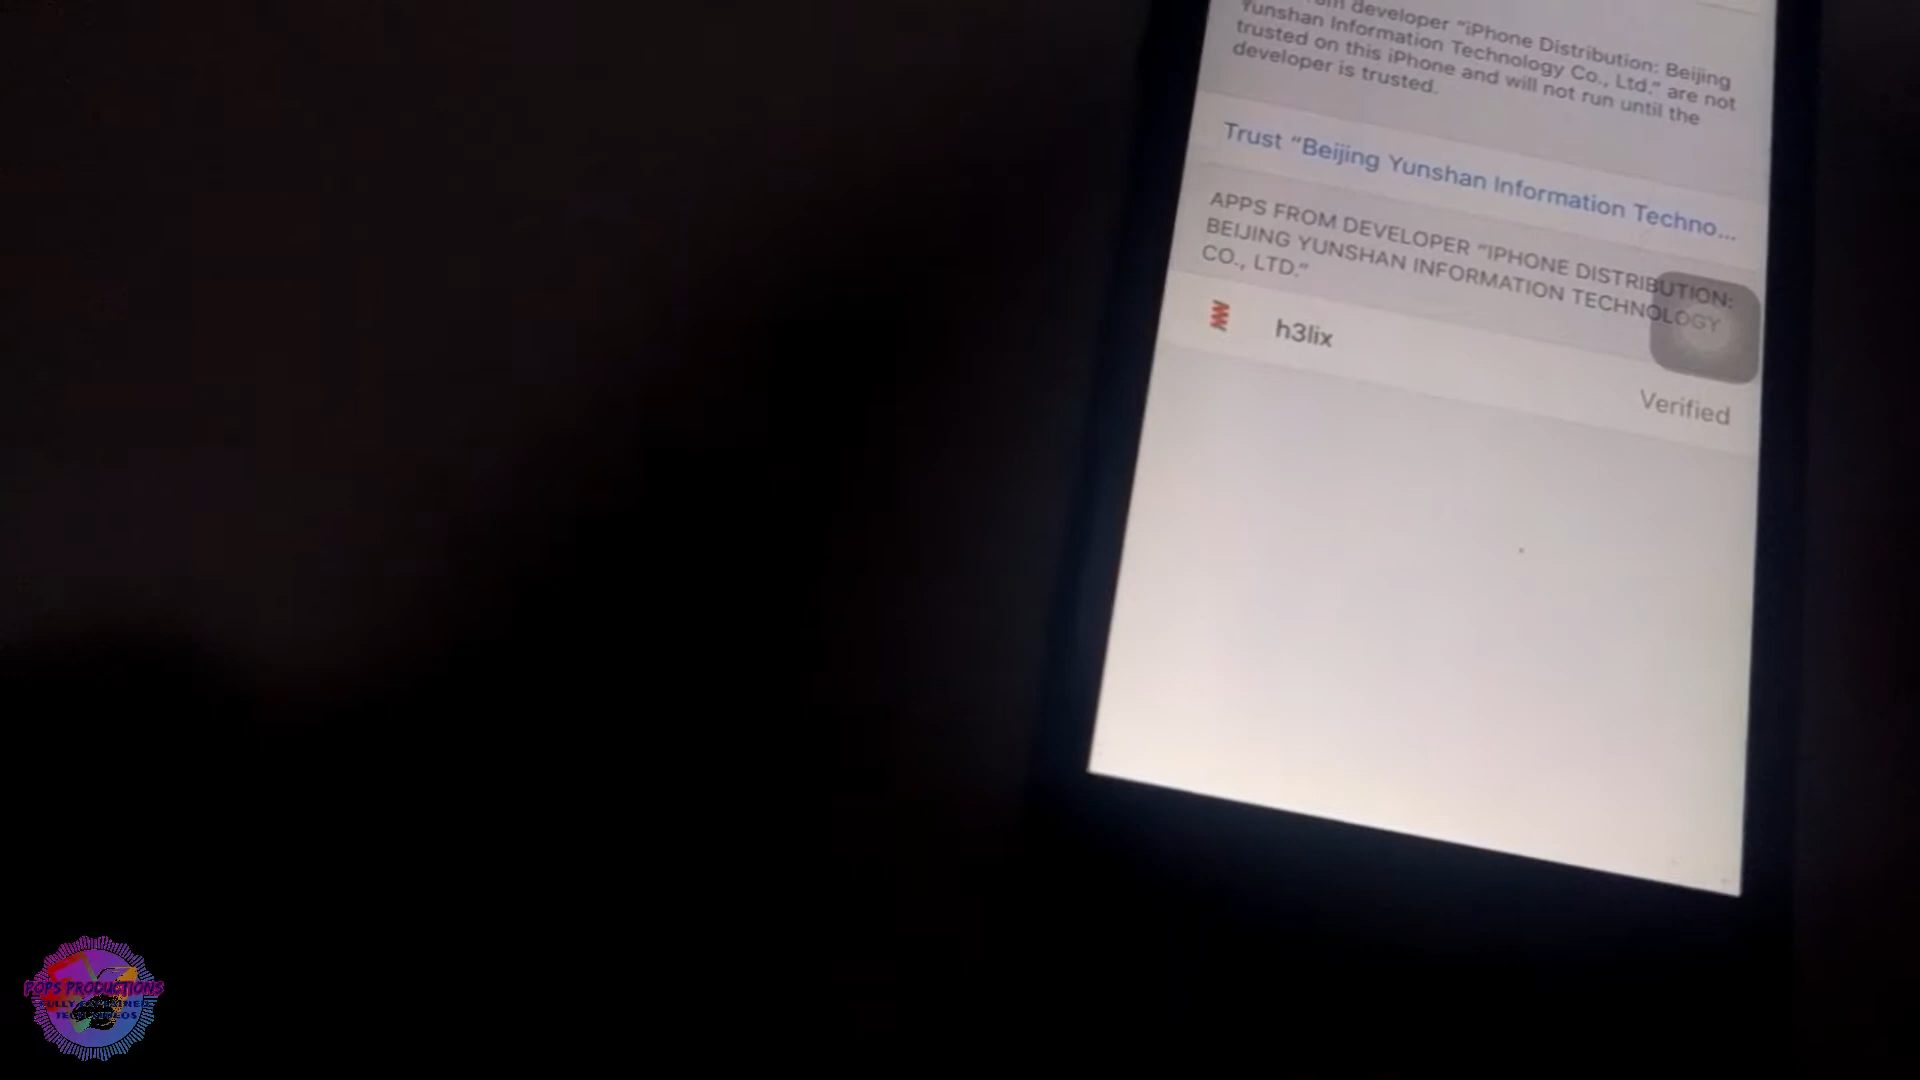 developer “iPhone Distribution: Beijing
Yunshan Information Technology Co., Ltd.” are not
trusted on this iPhone and will not run until the
developer is trusted.
Trust “Beijing Yunshan Information Techno...
APPS FROM DEVELOPER “IPHONE DISTRIBUTION:
BEIJING YUNSHAN INFORMATION TECHNOLOGY
CO., LTD.”
h3lix
Verified
POPS PRODUCTIONS
TECH VIDEOS